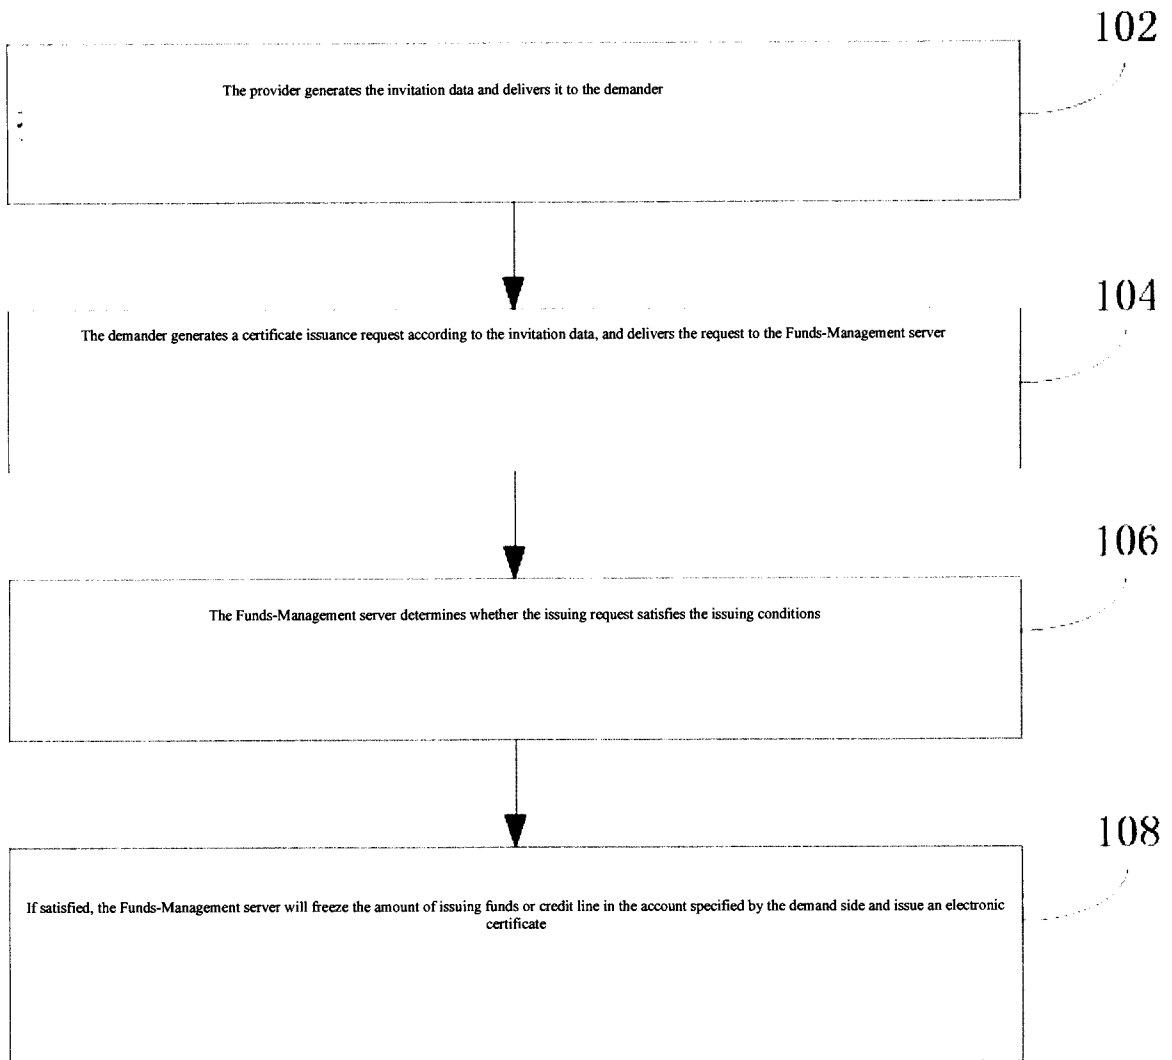 102
The provider generates the invitation data and delivers it to the demander
104
The demander generates a certificate issuance request according to the invitation data, and delivers the request to the Funds-Management server
106
The Funds-Management server determines whether the issuing request satisfies the issuing conditions
108
If satisfied, the Funds-Management server will freeze the amount of issuing funds or credit line in the account specified by the demand side and issue an electronic
certificate